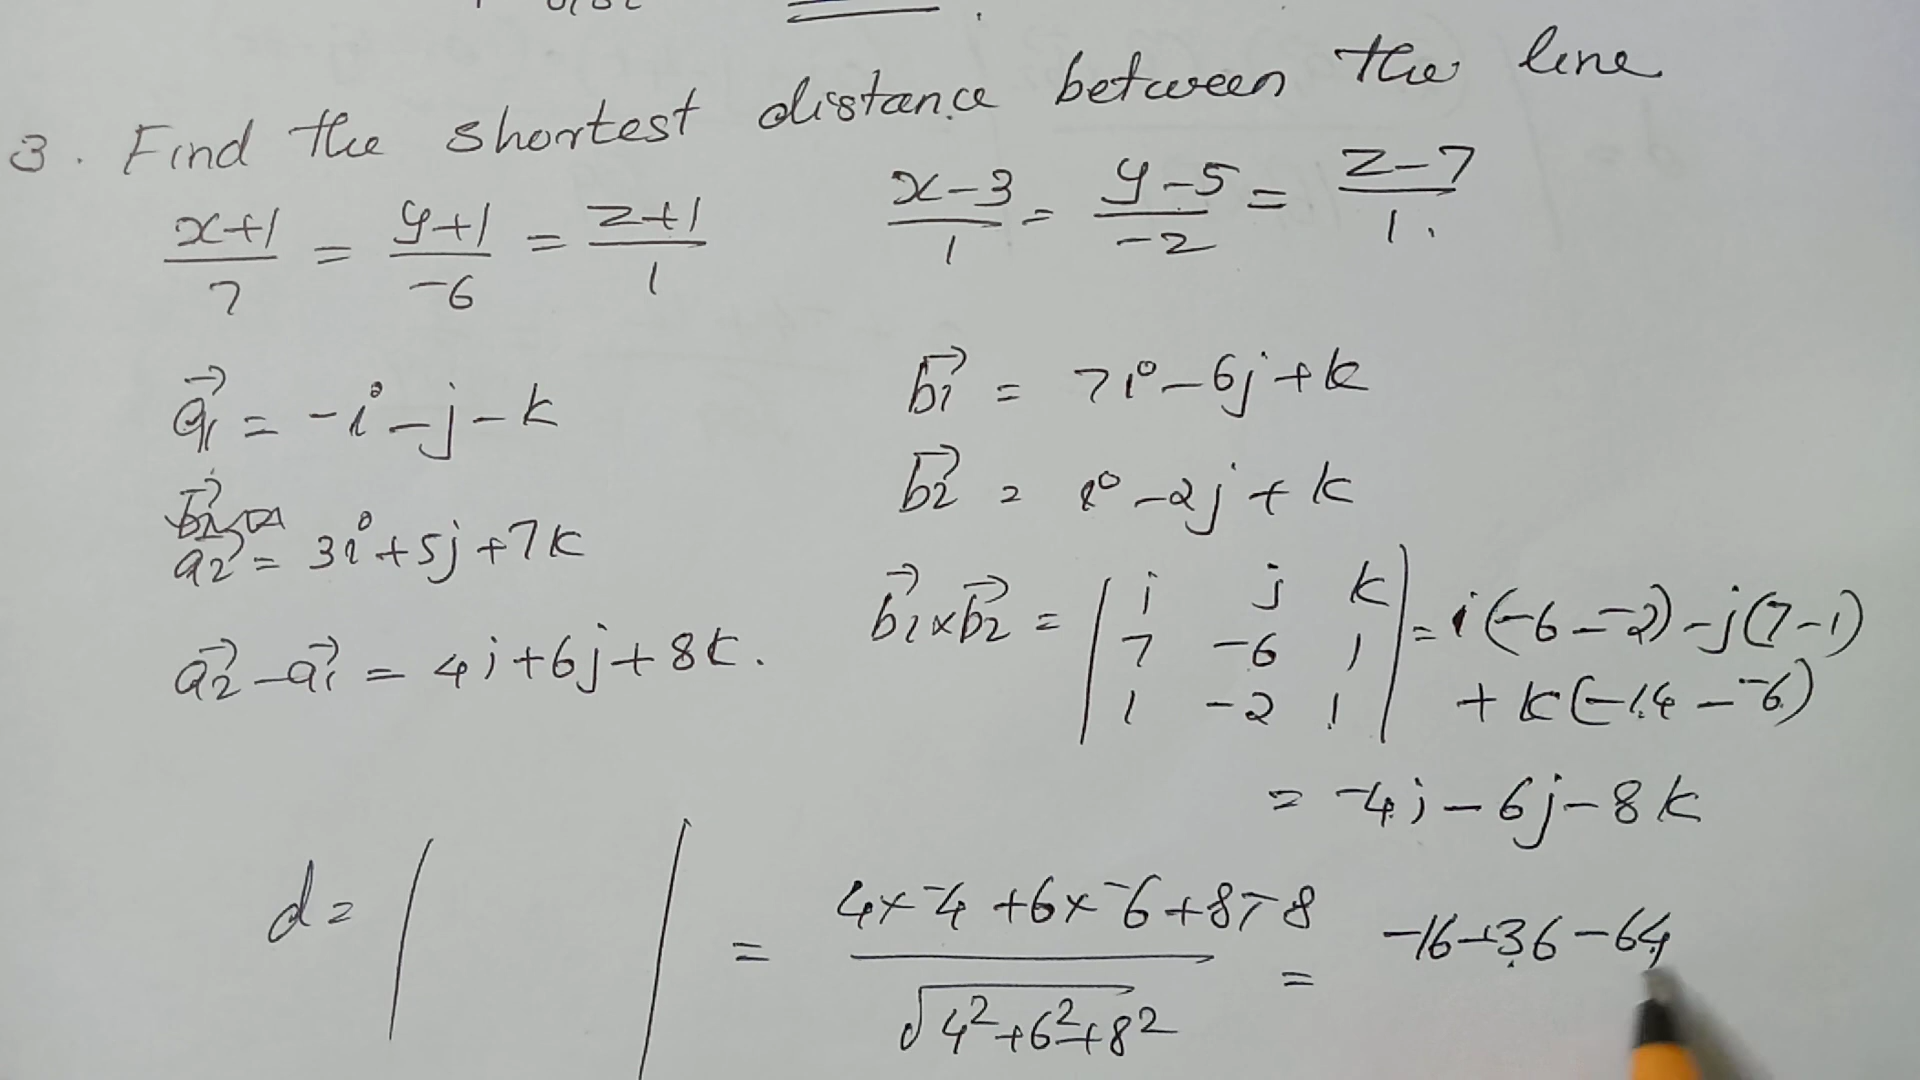 3. Find the shortest distance between the line
x+1/7 = y+1/-6 = z+1/1    x-3/1 = y-5/-2 = z-7/1.
a1 = -i-j-k    b1 = 7i-6j+k
a2 = 3i+5j+7k    b2 = i-2j+k
a2-a1 = 4i+6j+8k.
b1×b2 = | i j k | = i(-6--2)-j(7-1)
| 7 -6 1 | +k(-14--6)
| 1 -2 1 |
= -4i-6j-8k
d = | | = 4×-4+6×-6+8×-8 / √4²+6²+8² = -16-36-64